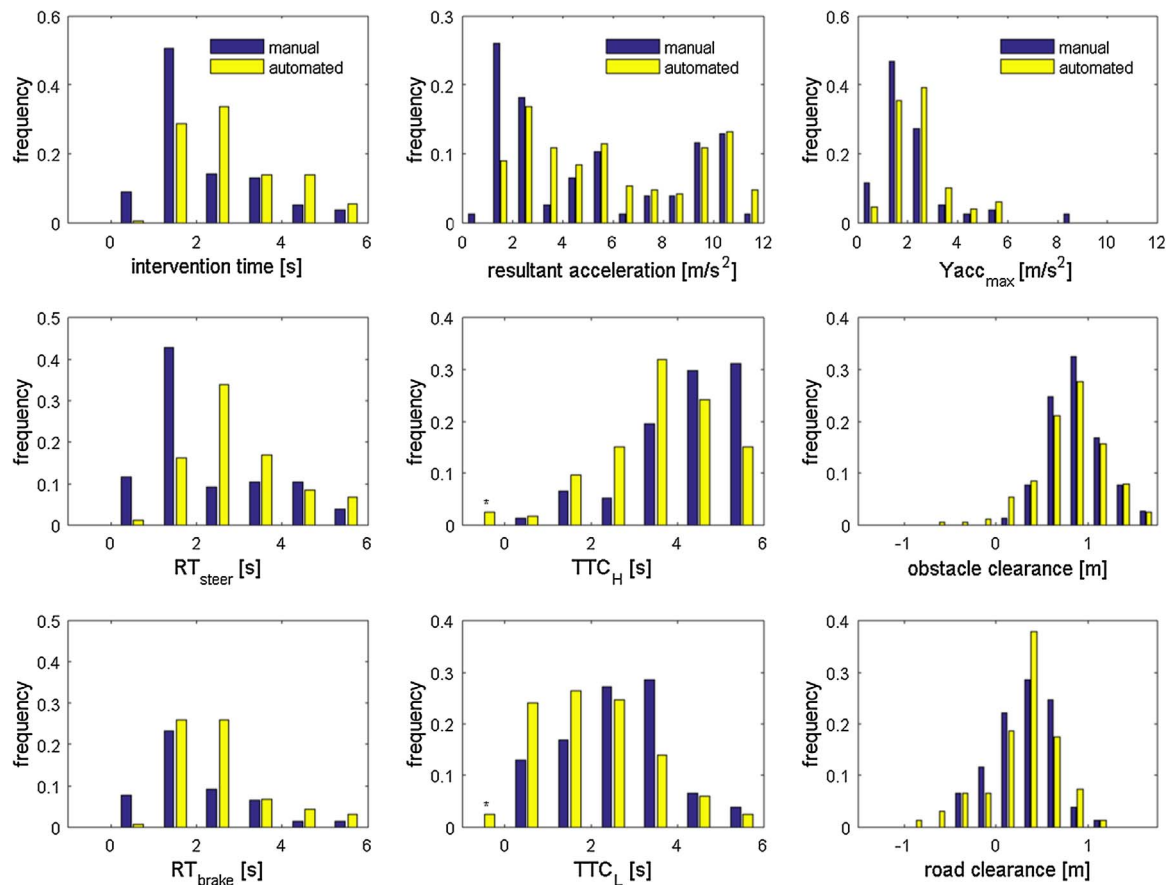 0.6
0.4
0.2
0
frequency
manual
automated
0 2 4 6
intervention time [s]
0.3
0.2
0.1
0
frequency
manual
automated
0 2 4 6 8 10 12
resultant acceleration [m/s2]
0.6
0.4
0.2
0
frequency
manual
automated
0 2 4 6 8 10 12
Yaccmax [m/s2]
0.5
0.4
0.3
0.2
0.1
0
frequency
0 2 4 6
RTsteer [s]
0.4
0.3
0.2
0.1
0
frequency
*
0 2 4 6
TTCH [s]
0.4
0.3
0.2
0.1
0
frequency
-1 0 1
obstacle clearance [m]
0.5
0.4
0.3
0.2
0.1
0
frequency
0 2 4 6
RTbrake [s]
0.4
0.3
0.2
0.1
0
frequency
*
0 2 4 6
TTCL [s]
0.4
0.3
0.2
0.1
0
frequency
-1 0 1
road clearance [m]